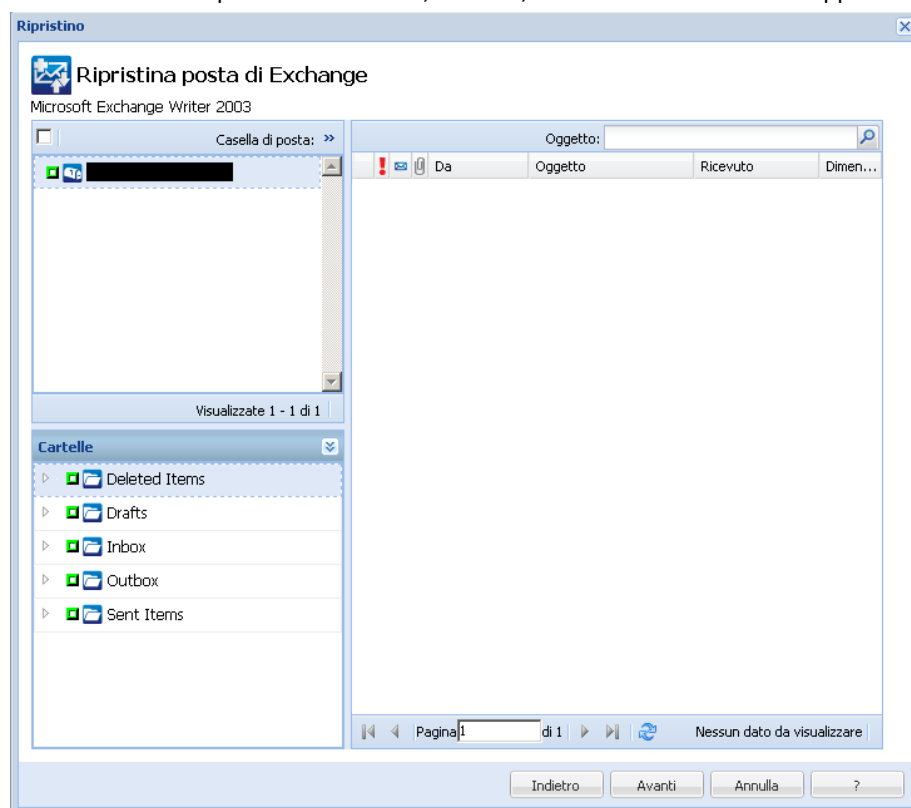 Ripristino
Ripristina posta di Exchange
Microsoft Exchange Writer 2003
Casella di posta: »
Oggetto:
Da Oggetto Ricevuto Dimen...
Visualizzate 1 - 1 di 1
Cartelle
Deleted Items
Drafts
Inbox
Outbox
Sent Items
Pagina 1 di 1 Nessun dato da visualizzare
Indietro Avanti Annulla ?